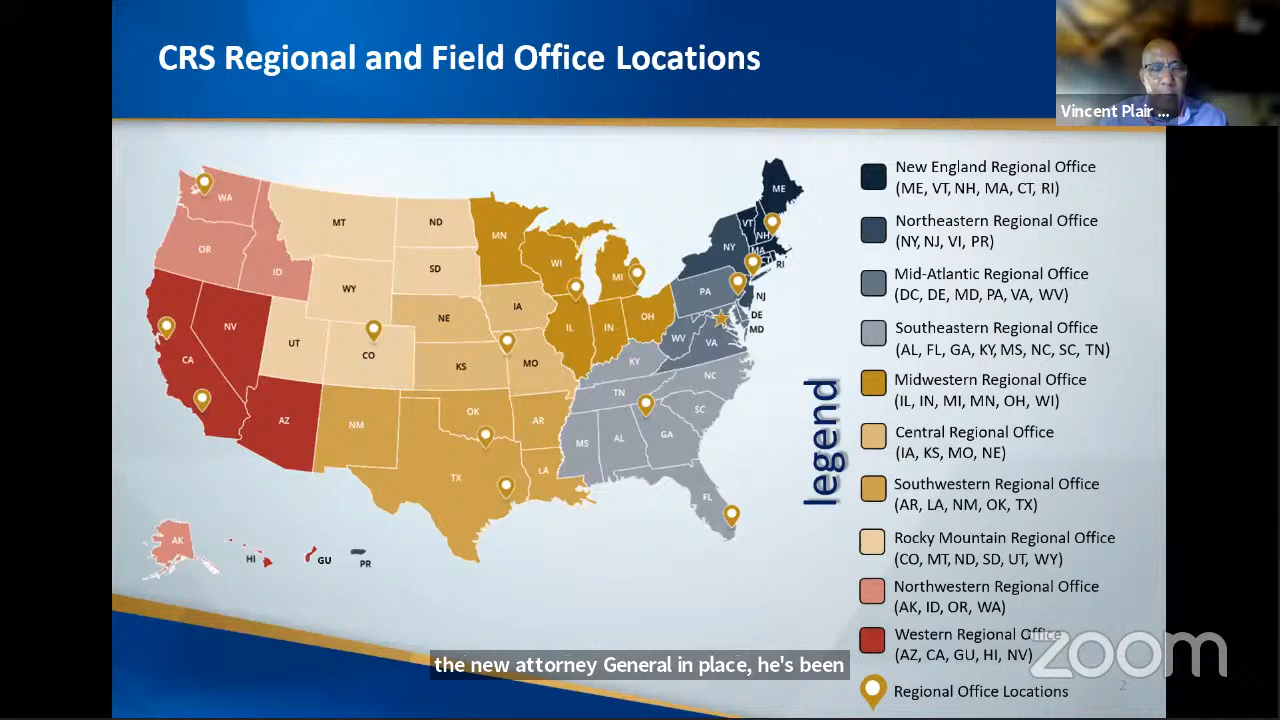 CRS Regional and Field Office Locations
Vincent Plair ...
WA
OR
ID
MT
ND
SD
WY
NV
CA
UT
CO
AZ
NM
NE
KS
OK
TX
MN
IA
MO
AR
LA
WI
MI
IL
IN
OH
KY
TN
MS
AL
GA
FL
SC
NC
VA
WV
PA
NY
VT
NH
MA
CT
RI
ME
NJ
DE
MD
AK
HI
GU
PR
legend
New England Regional Office
(ME, VT, NH, MA, CT, RI)
Northeastern Regional Office
(NY, NJ, VI, PR)
Mid-Atlantic Regional Office
(DC, DE, MD, PA, VA, WV)
Southeastern Regional Office
(AL, FL, GA, KY, MS, NC, SC, TN)
Midwestern Regional Office
(IL, IN, MI, MN, OH, WI)
Central Regional Office
(IA, KS, MO, NE)
Southwestern Regional Office
(AR, LA, NM, OK, TX)
Rocky Mountain Regional Office
(CO, MT, ND, SD, UT, WY)
Northwestern Regional Office
(AK, ID, OR, WA)
Western Regional Office
(AZ, CA, GU, HI, NV)
Regional Office Locations
the new attorney General in place, he's been
zoom
2